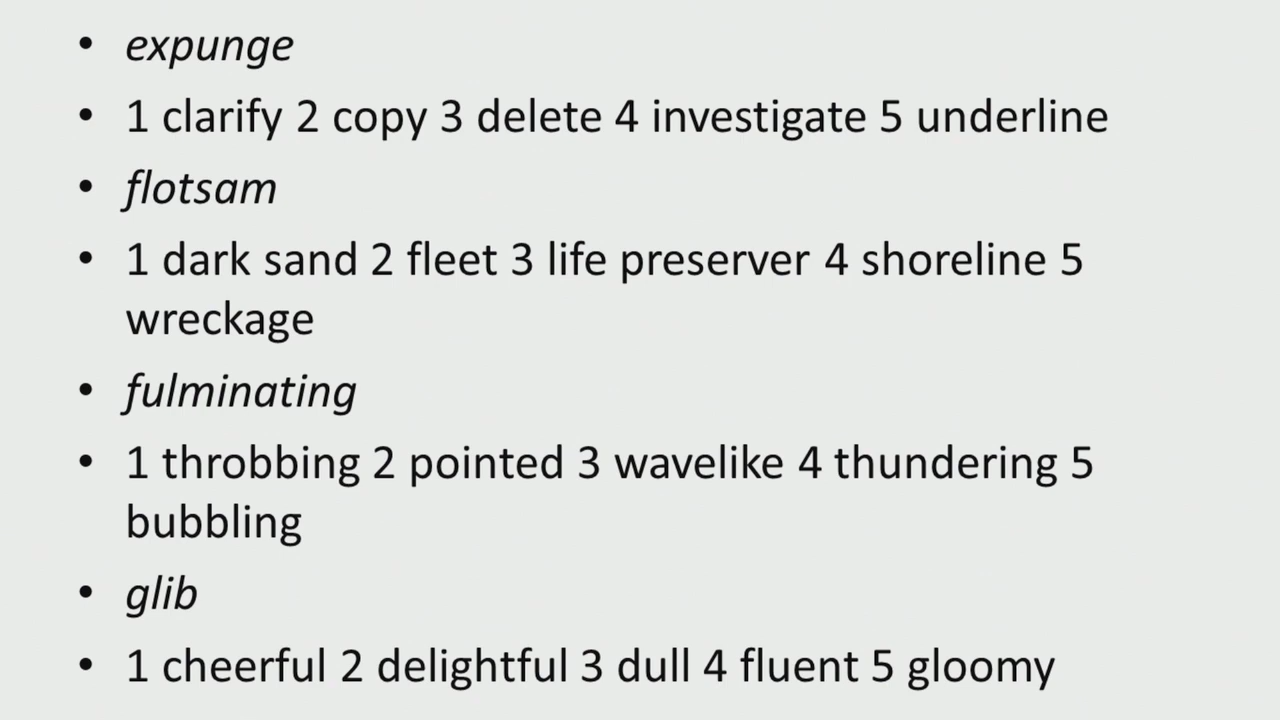 • expunge
• 1 clarify 2 copy 3 delete 4 investigate 5 underline
• flotsam
• 1 dark sand 2 fleet 3 life preserver 4 shoreline 5
wreckage
• fulminating
• 1 throbbing 2 pointed 3 wavelike 4 thundering 5
bubbling
• glib
• 1 cheerful 2 delightful 3 dull 4 fluent 5 gloomy